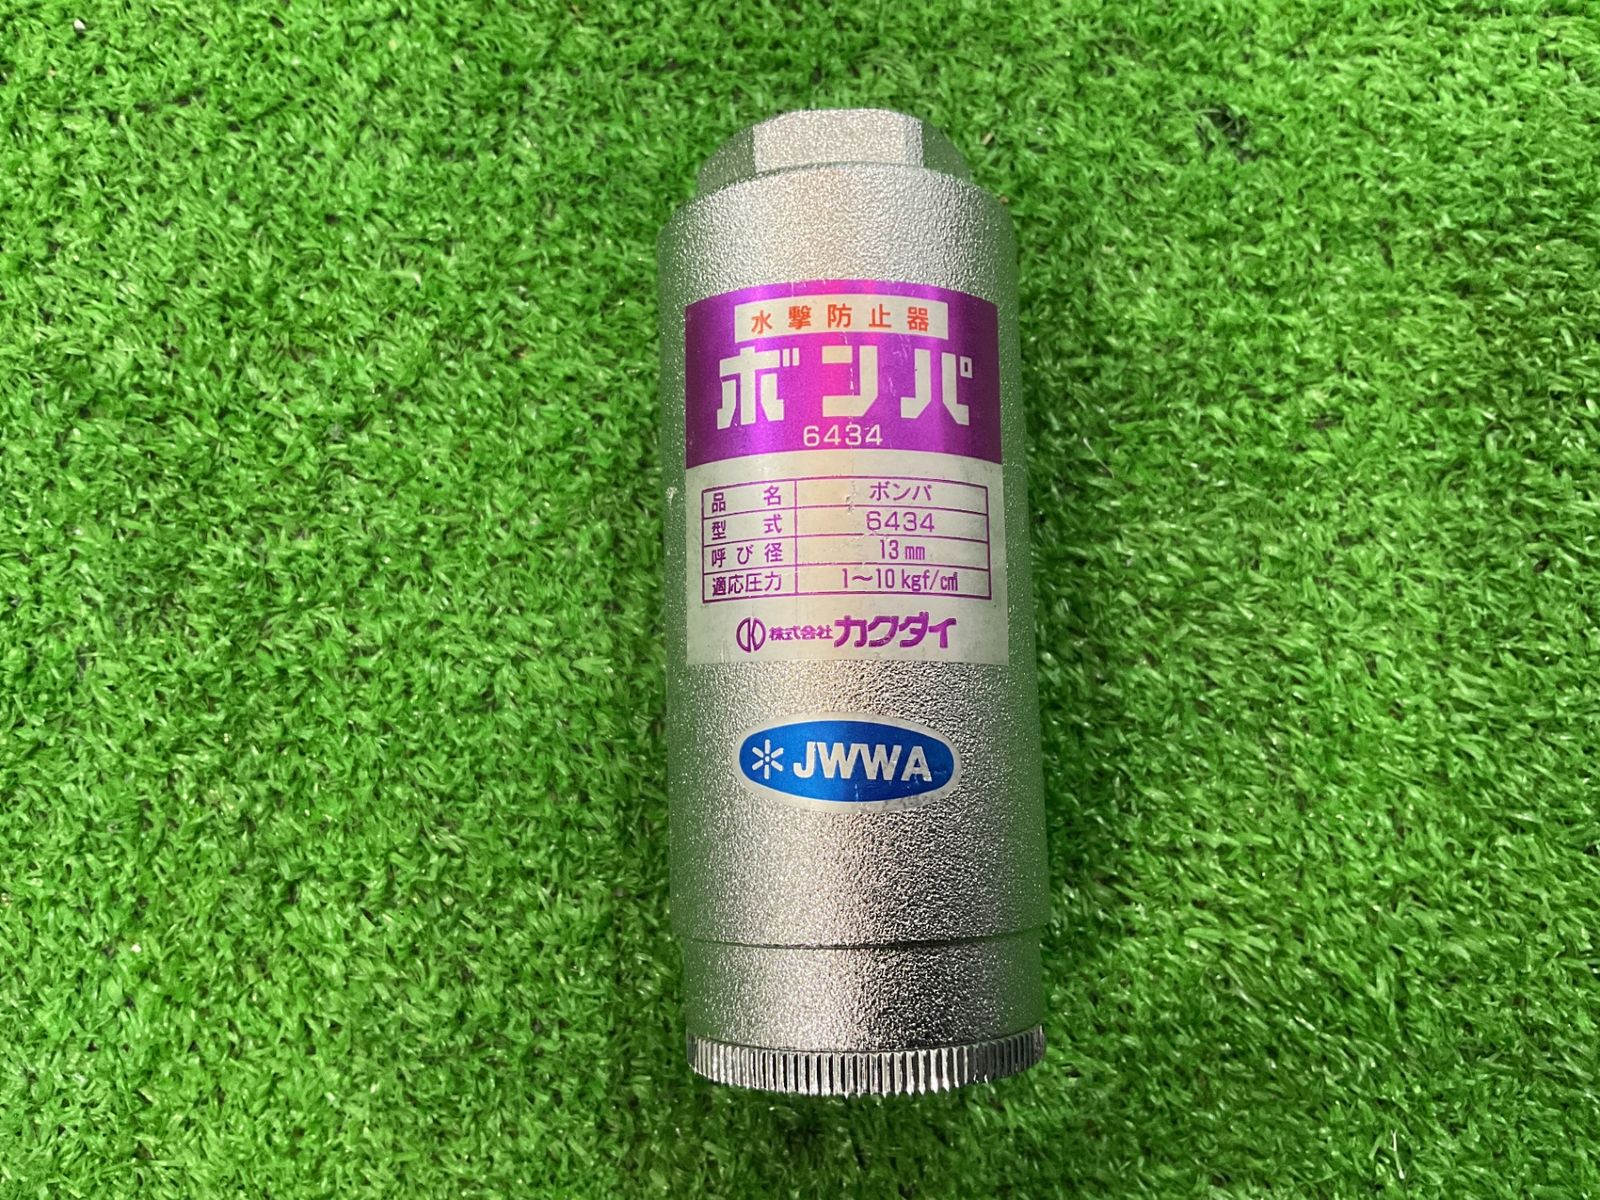 水撃防止器
ボンパ
6434
品名 ボンパ
型式 6434
呼び径 13㎜
適応圧力 1〜10kgf/c㎡
株式会社カクダイ
JWWA